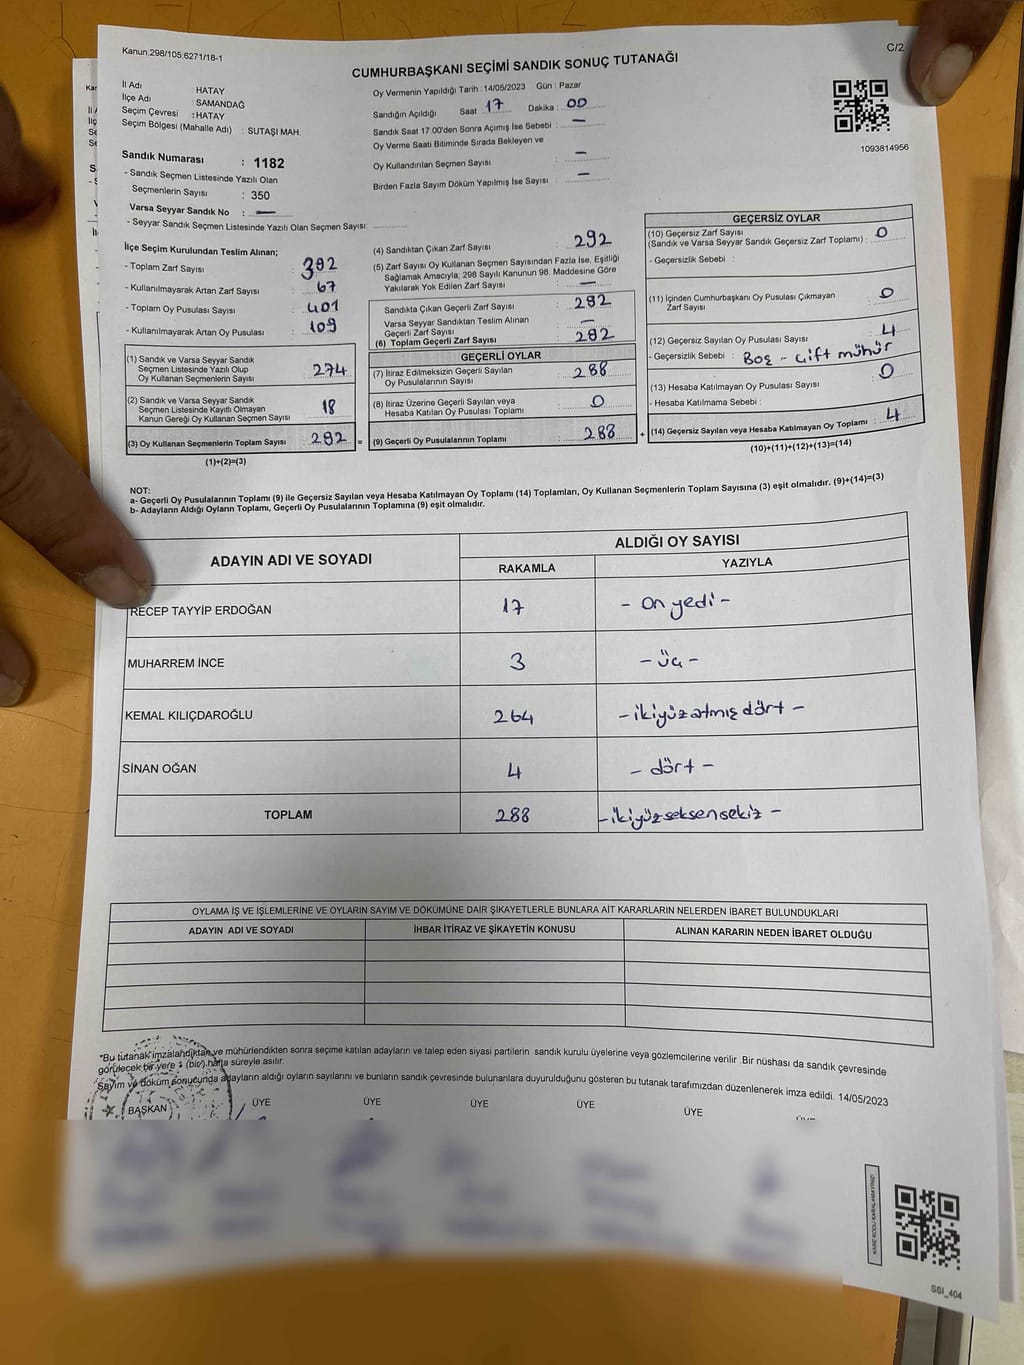 Kanun.298/105,6271/18-1
C/2
CUMHURBAŞKANI SEÇİMİ SANDIK SONUÇ TUTANAĞI
İl Adı : HATAY
İlçe Adı : SAMANDAĞ
Seçim Çevresi : HATAY
Seçim Bölgesi (Mahalle Adı) : SUTAŞI MAH.
Sandık Numarası : 1182
- Sandık Seçmen Listesinde Yazılı Olan
Seçmenlerin Sayısı : 350
Varsa Seyyar Sandık No : —
- Seyyar Sandık Seçmen Listesinde Yazılı Olan Seçmen Sayısı:
Oy Vermenin Yapıldığı Tarih : 14/05/2023 Gün : Pazar
Sandığın Açıldığı Saat : 17 Dakika : 00
Sandık Saat 17.00'den Sonra Açımış İse Sebebi : —
Oy Verme Saati Bitiminde Sırada Bekleyen ve
Oy Kullandırılan Seçmen Sayısı : —
Birden Fazla Sayım Döküm Yapılmış İse Sayısı : —
1093814956
İlçe Seçim Kurulundan Teslim Alınan;
- Toplam Zarf Sayısı : 392
- Kullanılmayarak Artan Zarf Sayısı : 67
- Toplam Oy Pusulası Sayısı : 401
- Kullanılmayarak Artan Oy Pusulası : 109
(1) Sandık ve Varsa Seyyar Sandık
Seçmen Listesinde Yazılı Olup
Oy Kullanan Seçmenlerin Sayısı : 274
(2) Sandık ve Varsa Seyyar Sandık
Seçmen Listesinde Kayıtlı Olmayan
Kanun Gereği Oy Kullanan Seçmen Sayısı : 18
(3) Oy Kullanan Seçmenlerin Toplam Sayısı : 292 =
(1)+(2)=(3)
(4) Sandıktan Çıkan Zarf Sayısı : 292
(5) Zarf Sayısı Oy Kullanan Seçmen Sayısından Fazla İse, Eşitliği
Sağlamak Amacıyla; 298 Sayılı Kanunun 98. Maddesine Göre
Yakılarak Yok Edilen Zarf Sayısı : —
Sandıkta Çıkan Geçerli Zarf Sayısı : 292
Varsa Seyyar Sandıktan Teslim Alınan
Geçerli Zarf Sayısı : —
(6) Toplam Geçerli Zarf Sayısı : 292
GEÇERLİ OYLAR
(7) İtiraz Edilmeksizin Geçerli Sayılan
Oy Pusulalarının Sayısı : 288
(8) İtiraz Üzerine Geçerli Sayılan veya
Hesaba Katılan Oy Pusulası Toplamı : 0
(9) Geçerli Oy Pusulalarının Toplamı : 288 +
GEÇERSİZ OYLAR
(10) Geçersiz Zarf Sayısı
(Sandık ve Varsa Seyyar Sandık Geçersiz Zarf Toplamı) : 0
- Geçersizlik Sebebi :
(11) İçinden Cumhurbaşkanı Oy Pusulası Çıkmayan
Zarf Sayısı : 0
(12) Geçersiz Sayılan Oy Pusulası Sayısı : 4
- Geçersizlik Sebebi : Boş - çift mühür
(13) Hesaba Katılmayan Oy Pusulası Sayısı : 0
- Hesaba Katılmama Sebebi :
(14) Geçersiz Sayılan veya Hesaba Katılmayan Oy Toplamı : 4
(10)+(11)+(12)+(13)=(14)
NOT:
a- Geçerli Oy Pusulalarının Toplamı (9) ile Geçersiz Sayılan veya Hesaba Katılmayan Oy Toplamı (14) Toplamları, Oy Kullanan Seçmenlerin Toplam Sayısına (3) eşit olmalıdır. (9)+(14)=(3)
b- Adayların Aldığı Oyların Toplamı, Geçerli Oy Pusulalarının Toplamına (9) eşit olmalıdır.
ADAYIN ADI VE SOYADI
ALDIĞI OY SAYISI
RAKAMLA YAZIYLA
RECEP TAYYİP ERDOĞAN 17 - on yedi -
MUHARREM İNCE 3 - üç -
KEMAL KILIÇDAROĞLU 264 - ikiyüzatmış dört -
SİNAN OĞAN 4 - dört -
TOPLAM 288 - ikiyüzseksensekiz -
OYLAMA İŞ VE İŞLEMLERİNE VE OYLARIN SAYIM VE DÖKÜMÜNE DAİR ŞİKAYETLERLE BUNLARA AİT KARARLARIN NELERDEN İBARET BULUNDUKLARI
ADAYIN ADI VE SOYADI İHBAR İTİRAZ VE ŞİKAYETİN KONUSU ALINAN KARARIN NEDEN İBARET OLDUĞU
"Bu tutanak imzalandıktan ve mühürlendikten sonra seçime katılan adayların ve talep eden siyasi partilerin sandık kurulu üyelerine veya gözlemcilerine verilir .Bir nüshası da sandık çevresinde
görülecek bir yere 1 (bir) hafta süreyle asılır.
Sayım ve döküm sonucunda adayların aldığı oyların sayılarını ve bunların sandık çevresinde bulunanlara duyurulduğunu gösteren bu tutanak tarafımızdan düzenlenerek imza edildi. 14/05/2023
BAŞKAN ÜYE ÜYE ÜYE ÜYE ÜYE
KARE KODU KARALAMAYINIZ!
SSI_404